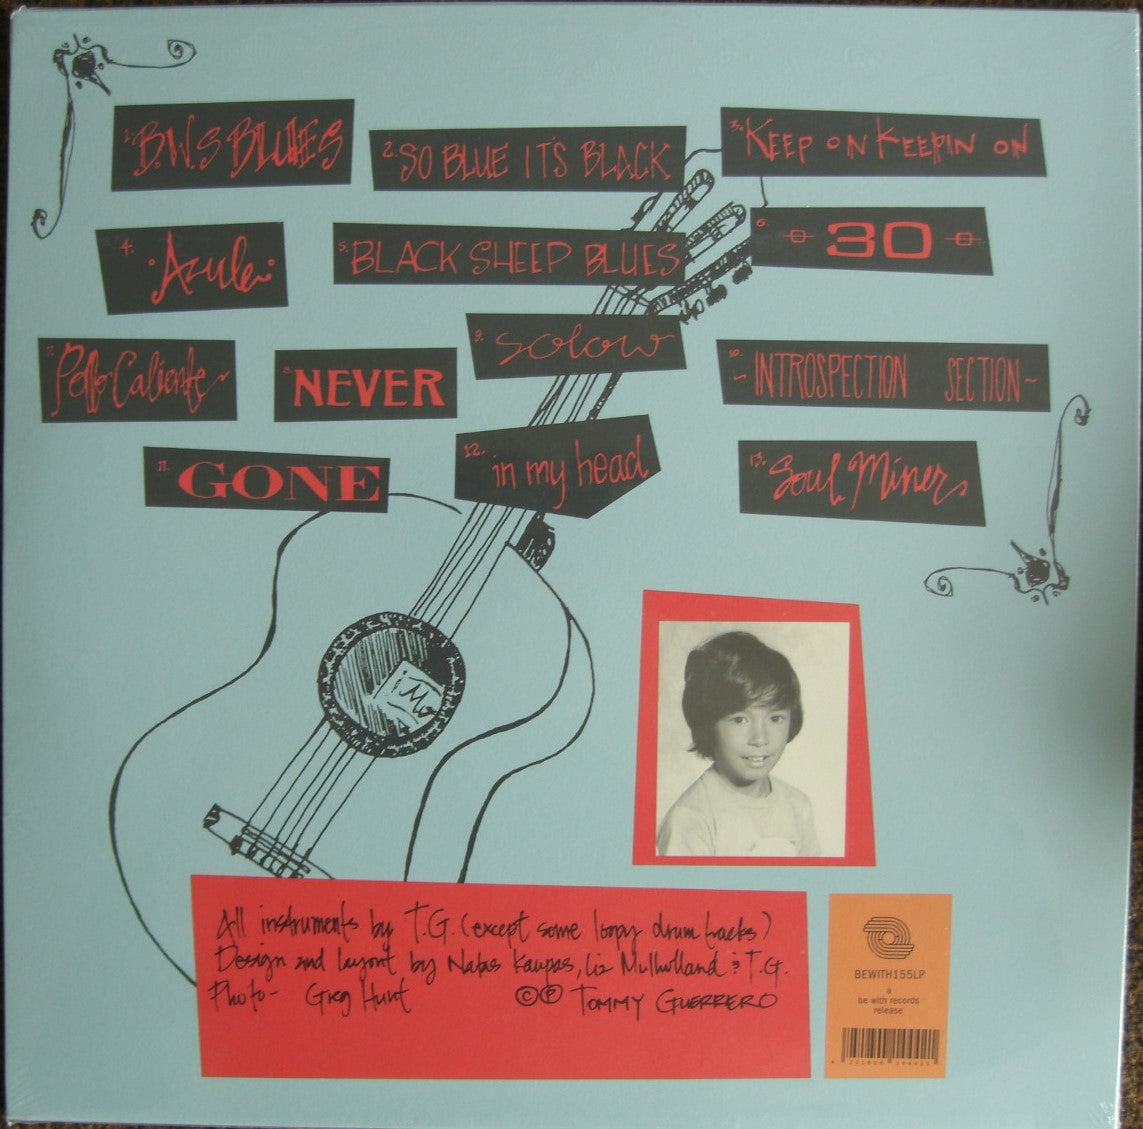 1. B.W.S BLUES
2. SO BLUE IT'S BLACK
3. KEEP ON KEEPIN ON
4. Azule
5. BLACK SHEEP BLUES
6. 30
7. Pollo Caliente
8. NEVER
9. Solow
10. ~INTROSPECTION SECTION~
11. GONE
12. in my head
13. Soul Miner
All instruments by T.G. (except some loopy drum tracks)
Design and layout by Natas Kaupas, Liz Mullholland & T.G.
Photo- Greg Hunt ©℗ TOMMY GUERRERO
BEWITH155LP
a
be with records
release